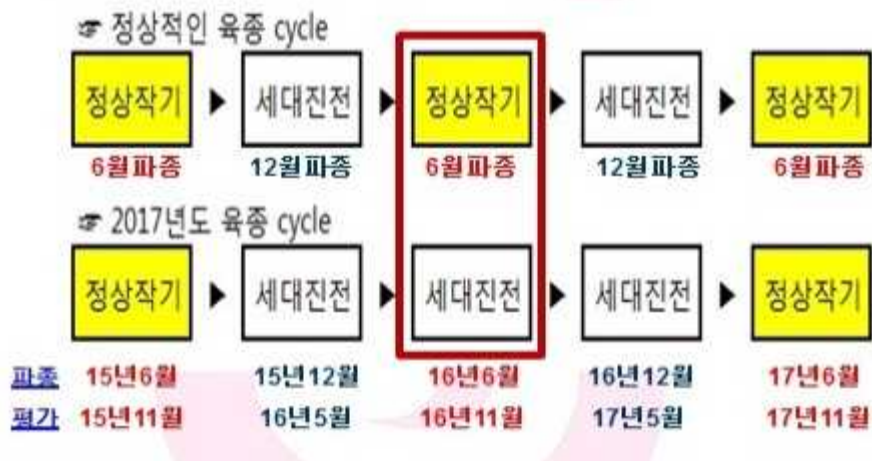 ☞ 정상적인 육종 cycle
정상작기 ▶ 세대진전 ▶ 정상작기 ▶ 세대진전 ▶ 정상작기
6월파종 12월파종 6월파종 12월파종 6월파종
☞ 2017년도 육종 cycle
정상작기 ▶ 세대진전 ▶ 세대진전 ▶ 세대진전 ▶ 정상작기
파종 15년6월 15년12월 16년6월 16년12월 17년6월
평가 15년11월 16년5월 16년11월 17년5월 17년11월